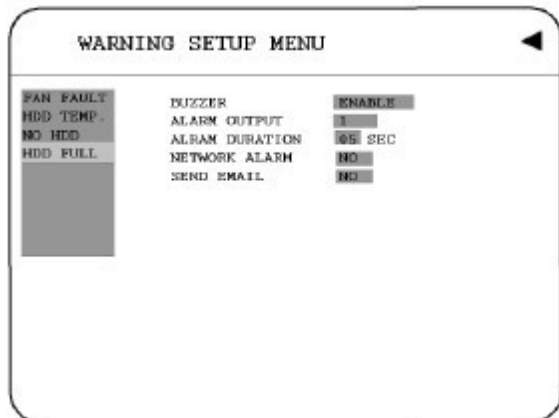 WARNING SETUP MENU
FAN FAULT
HDD TEMP.
NO HDD
HDD FULL
BUZZER ENABLE
ALARM OUTPUT 1
ALRAM DURATION 05 SEC
NETWORK ALARM NO
SEND EMAIL NO